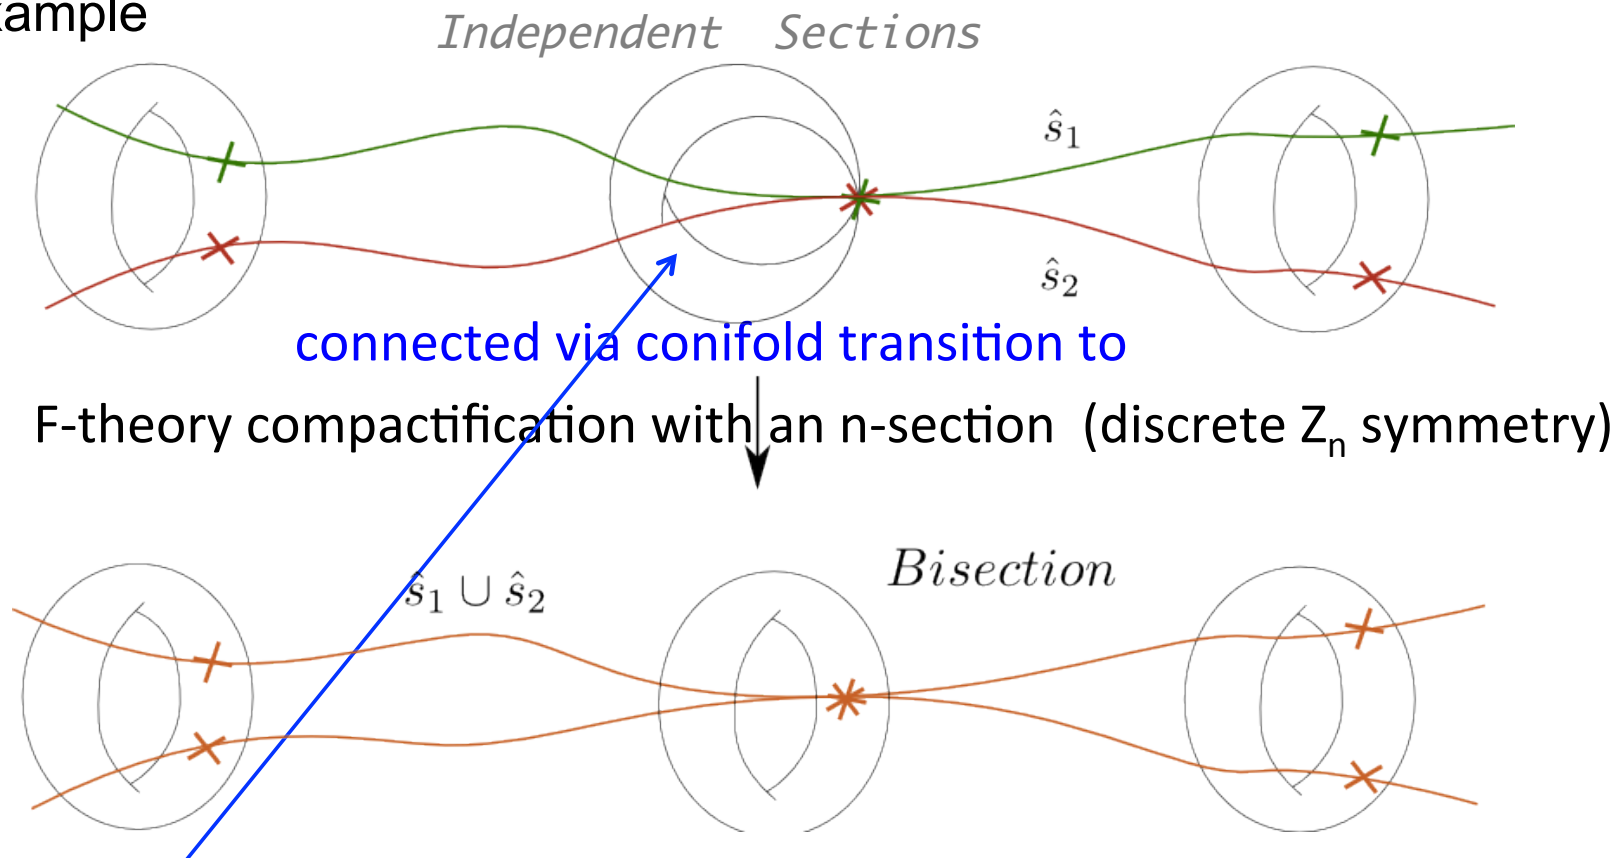 xample
Independent Sections
ŝ₁
ŝ₂
connected via conifold transition to
F-theory compactification with an n-section (discrete Zₙ symmetry)
Bisection
ŝ₁ ∪ ŝ₂